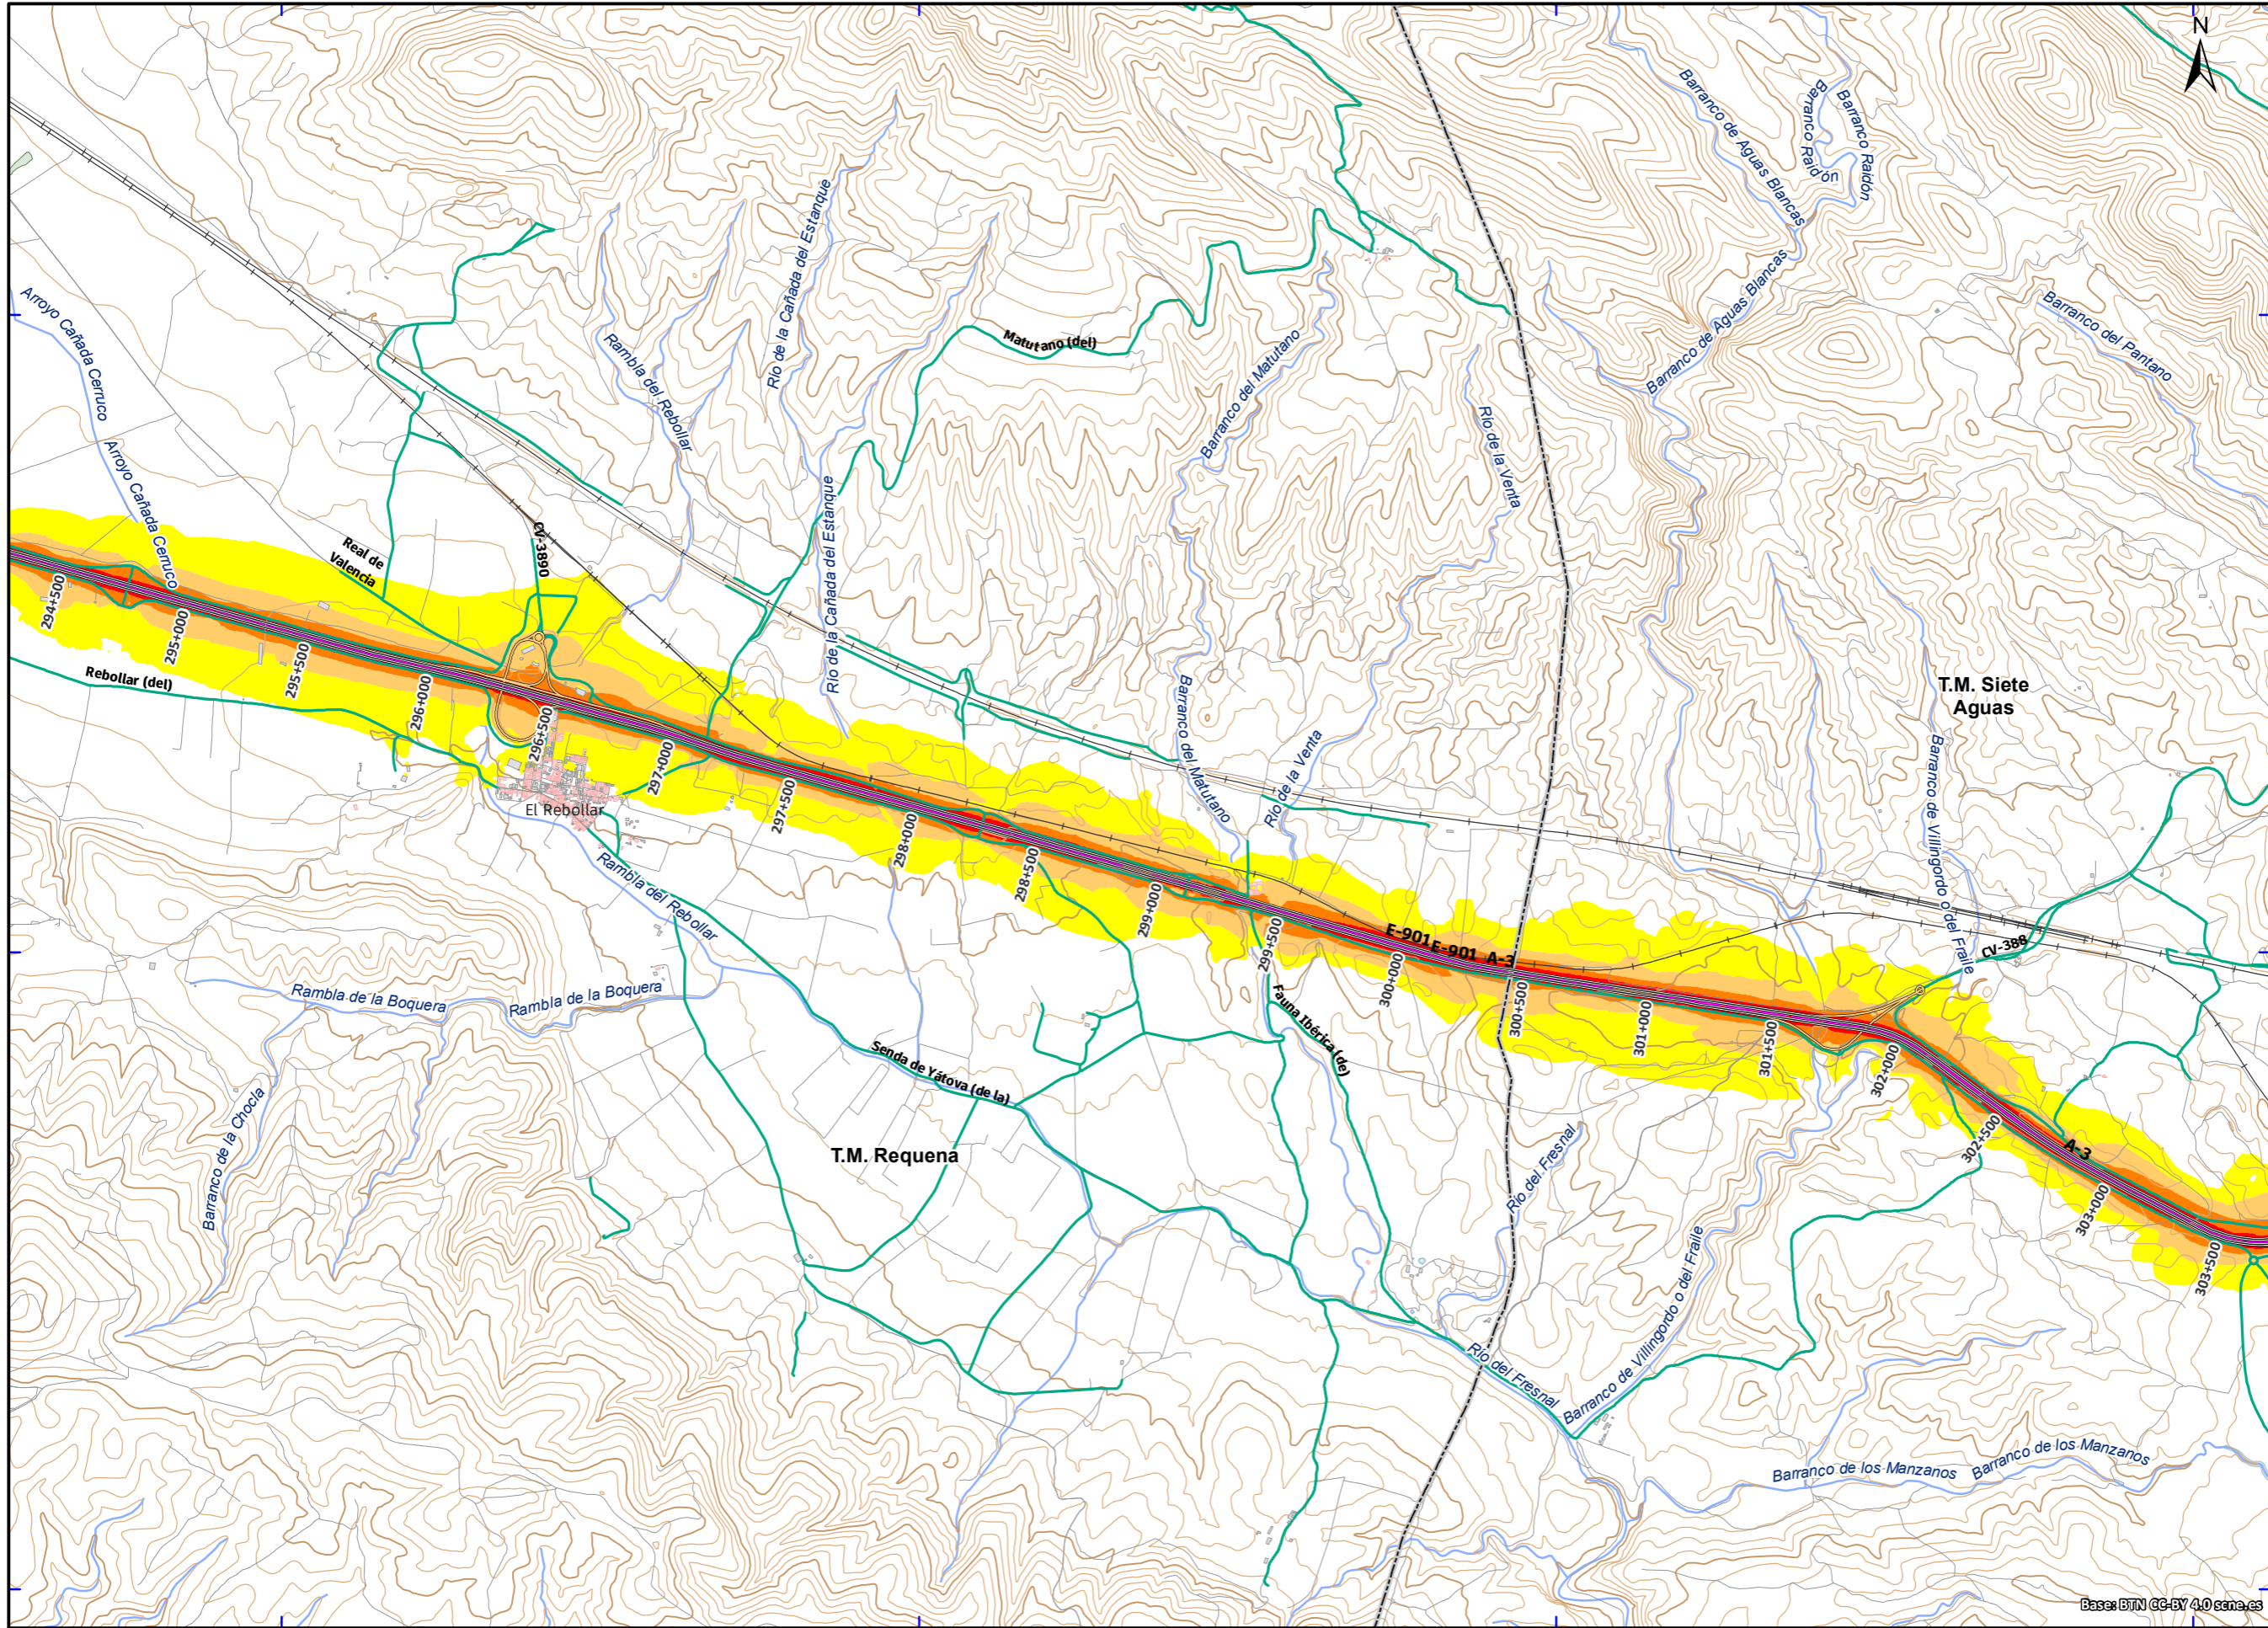 N
Barranco de Aguas Blancas
Barranco Raidón
Barranco Raidón
Río de la Cañada del Estanque
Arroyo Cañada Cerruco
Rambla del Rebollar
Matutano (del)
Barranco del Matutano
Barranco de Aguas Blancas
Barranco del Pantano
Arroyo Cañada Cerruco
Río de la Cañada del Estanque
Río de la Venta
Real de
Valencia
CV-3890
294+500
295+000
295+500
296+000
296+500
297+000
297+500
298+000
298+500
299+000
299+500
300+000
300+500
301+000
301+500
302+000
302+500
303+000
303+500
Rebollar (del)
El Rebollar
Barranco del Matutano
Río de la Venta
T.M. Siete
Aguas
Barranco de Villingordo o del Fraile
Rambla del Rebollar
E-901
E-901
A-3
CV-388
Rambla de la Boquera
Rambla de la Boquera
Fauna Ibérica (de)
Senda de Yátova (de la)
Barranco de la Chocla
T.M. Requena
Río del Fresnal
A-3
Barranco de Villingordo o del Fraile
Río del Fresnal
Barranco de los Manzanos
Barranco de los Manzanos
Base: BTN CC-BY 4.0 scne.es